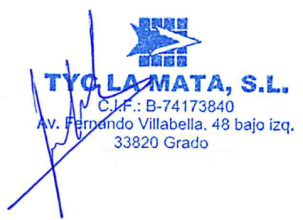 TYC LA MATA, S.L.
C.I.F.: B-74173840
Av. Fernando Villabella. 48 bajo izq.
33820 Grado